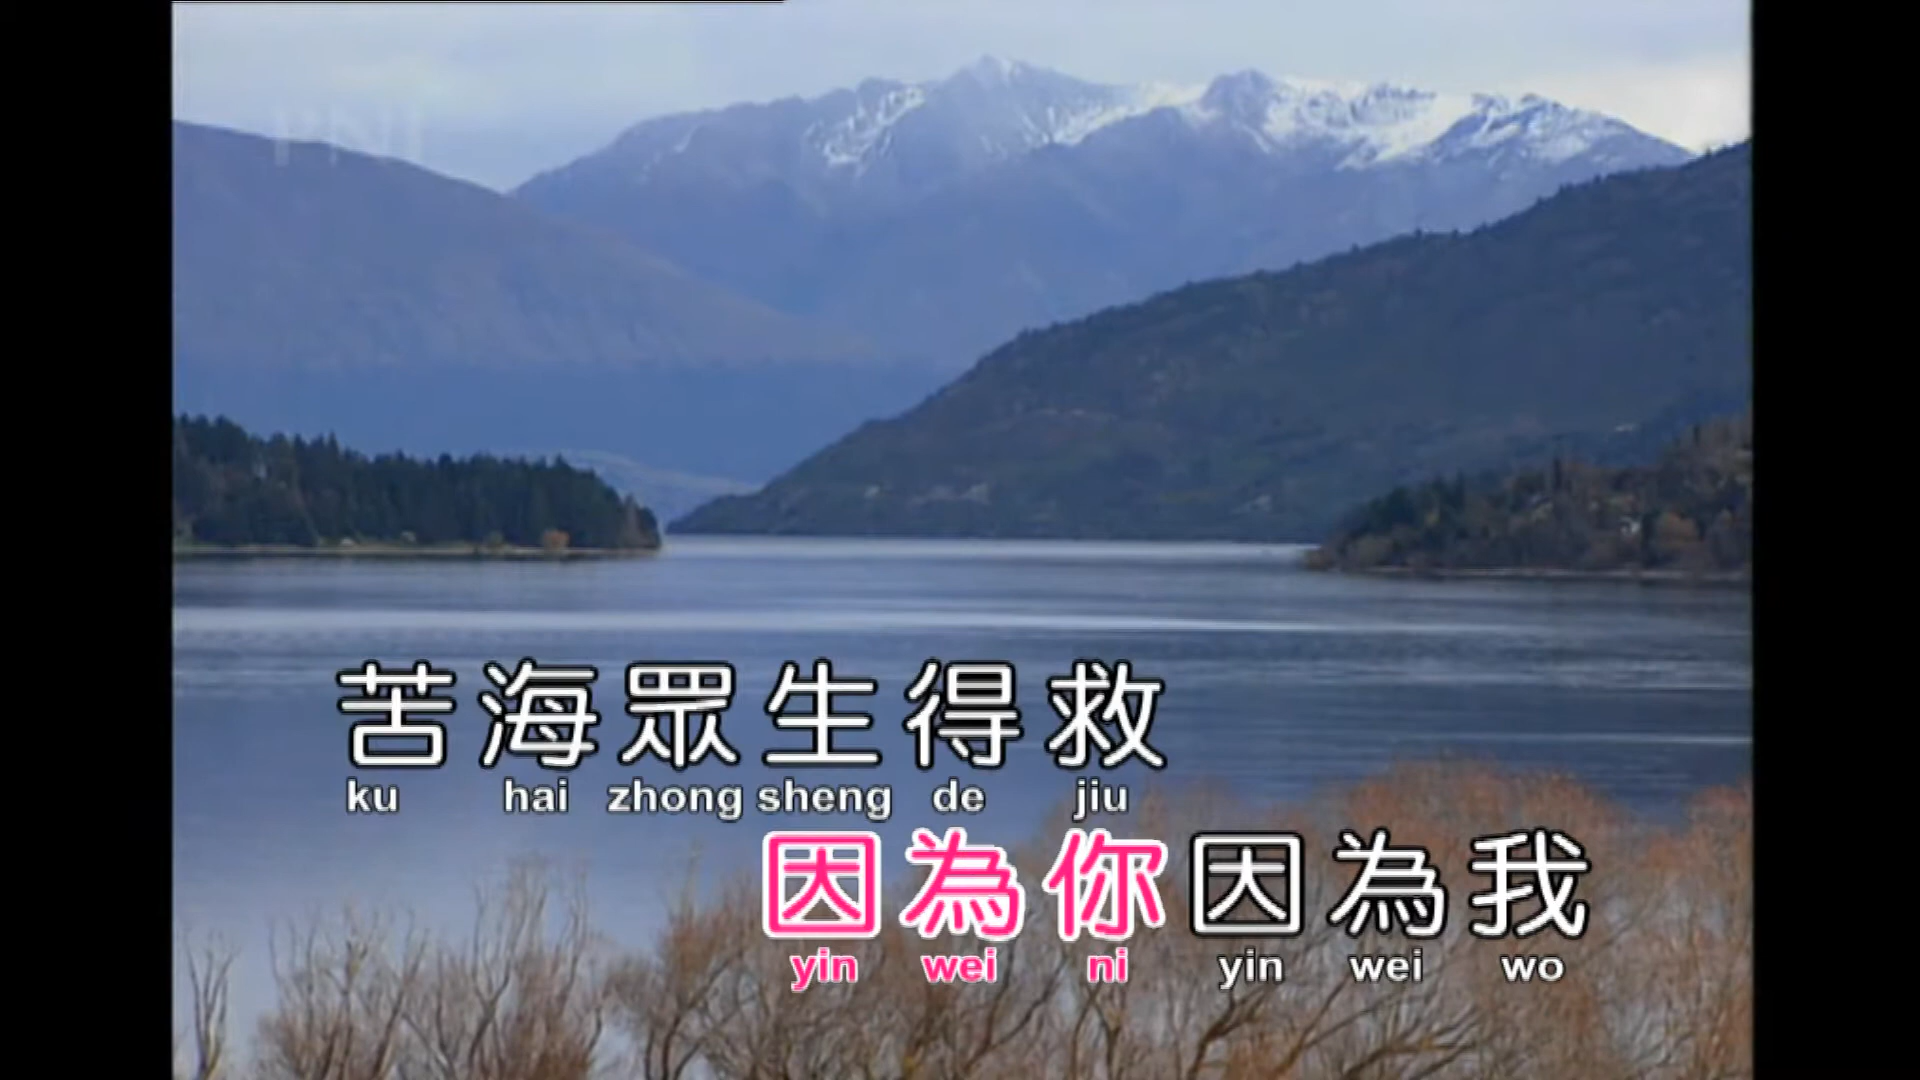 苦海眾生得救
ku hai zhong sheng de jiu
因為你因為我
yin wei ni yin wei wo